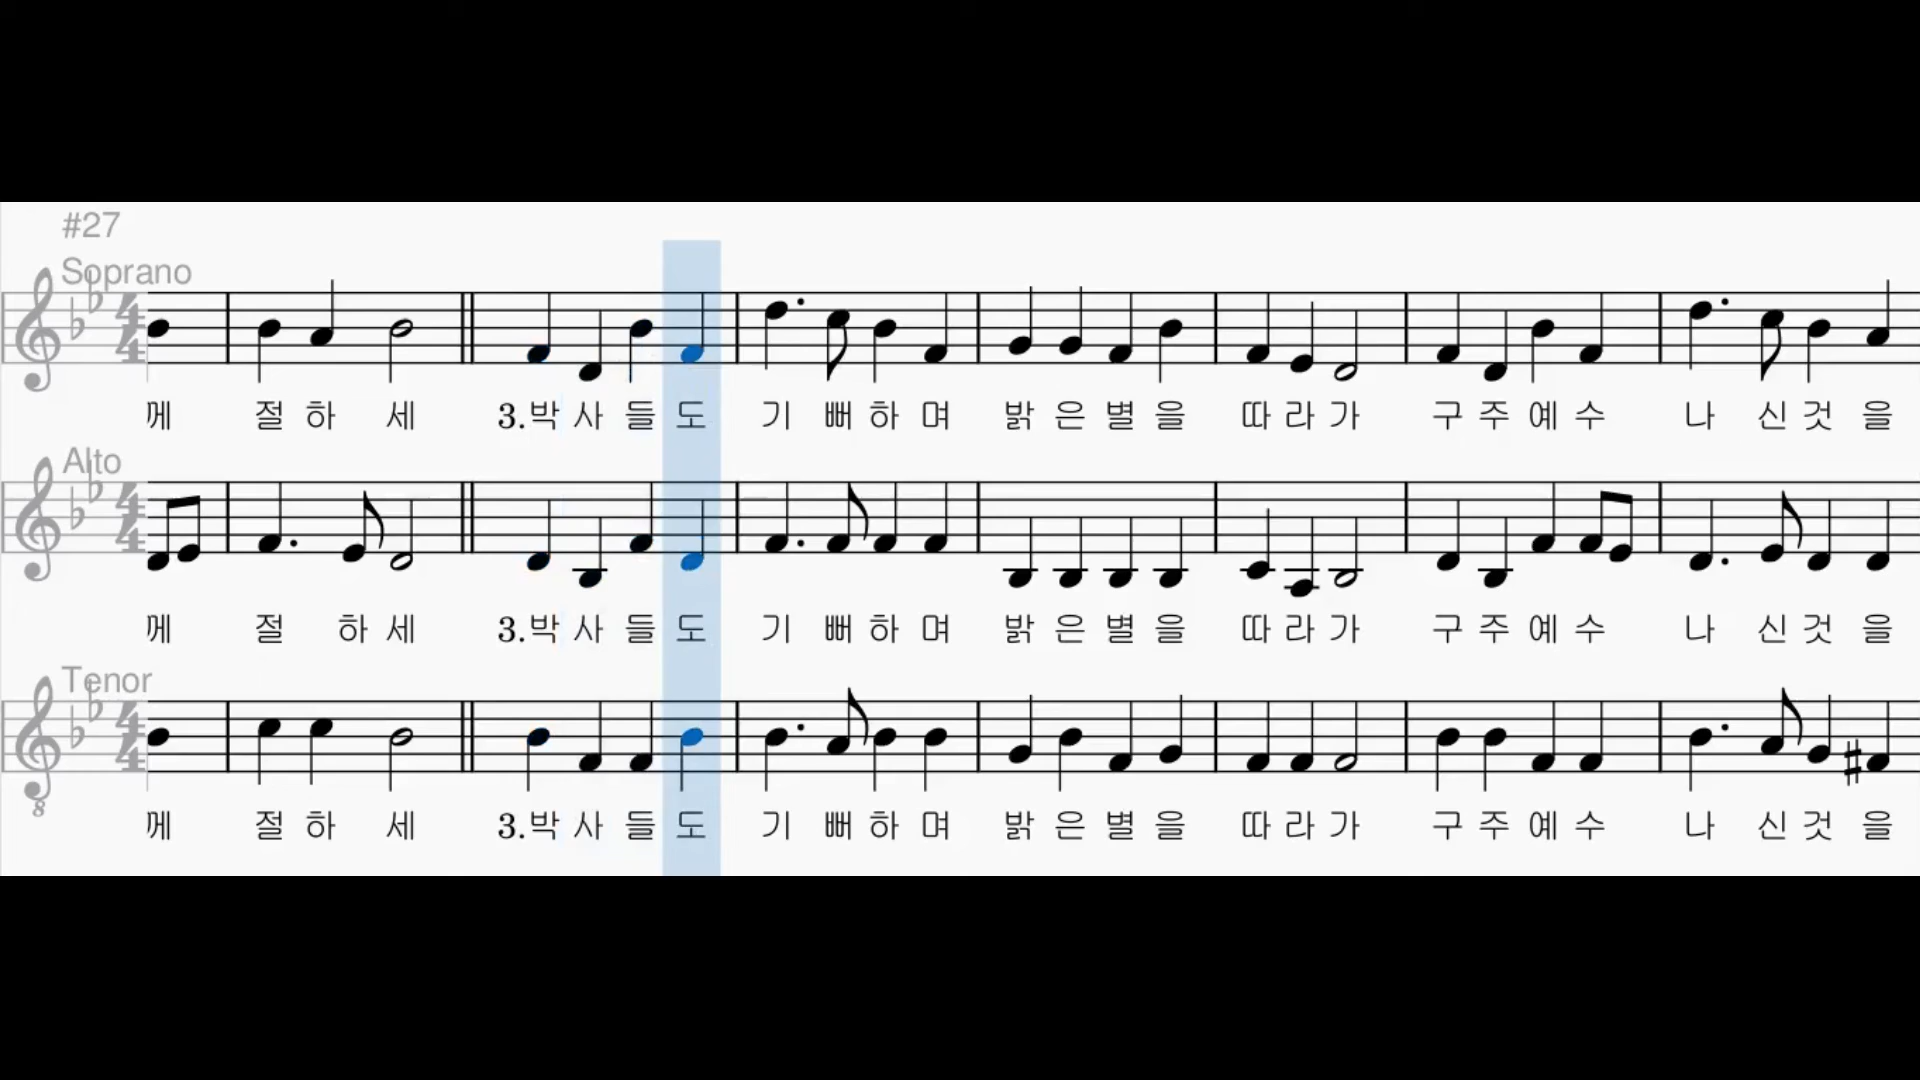 #27
Soprano
께 절 하 세 3.박 사 들 도 기 뻐 하 며 밝 은 별 을 따 라 가 구 주 예 수 나 신 것 을
Alto
께 절 하 세 3.박 사 들 도 기 뻐 하 며 밝 은 별 을 따 라 가 구 주 예 수 나 신 것 을
Tenor
께 절 하 세 3.박 사 들 도 기 뻐 하 며 밝 은 별 을 따 라 가 구 주 예 수 나 신 것 을